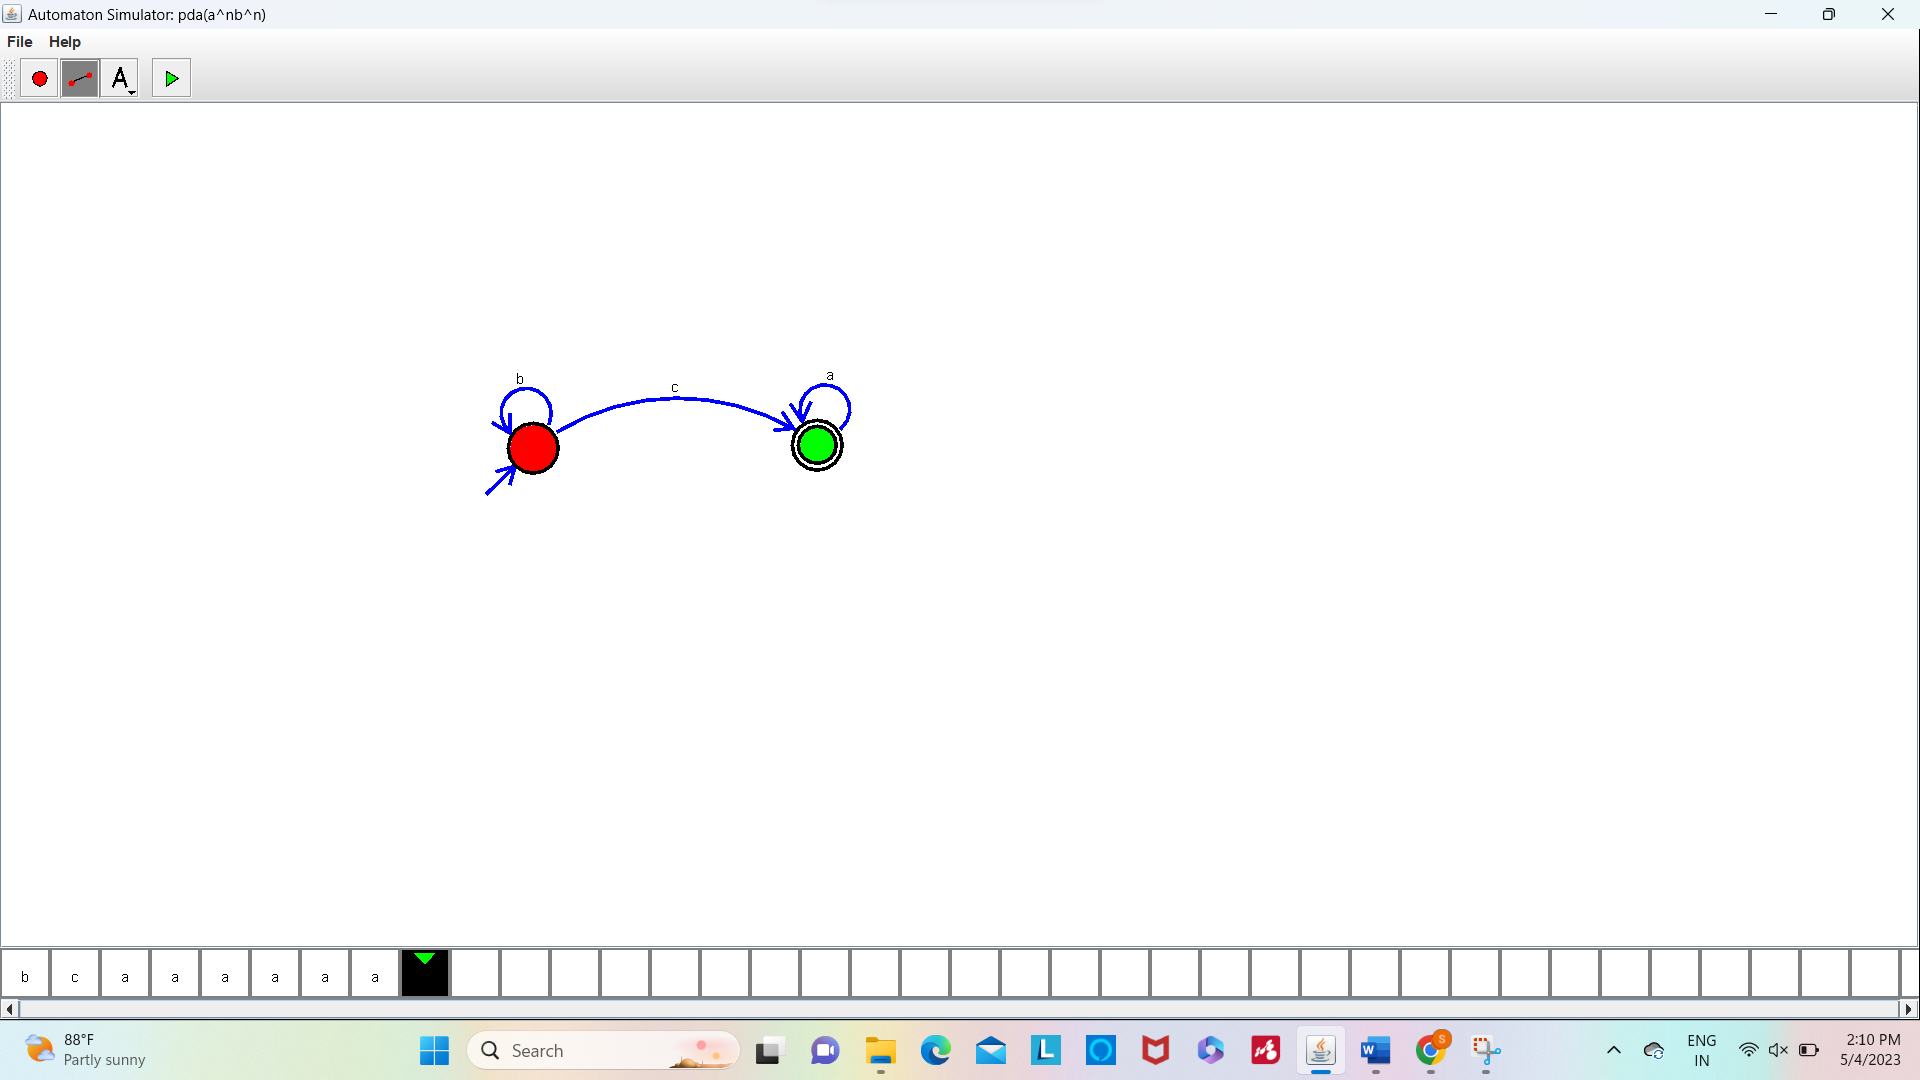 Automaton Simulator: pda(a^nb^n)
File Help
A
b
c
a
b c a a a a a a
88°F
Partly sunny
Search
L
W
S
ENG
IN
2:10 PM
5/4/2023